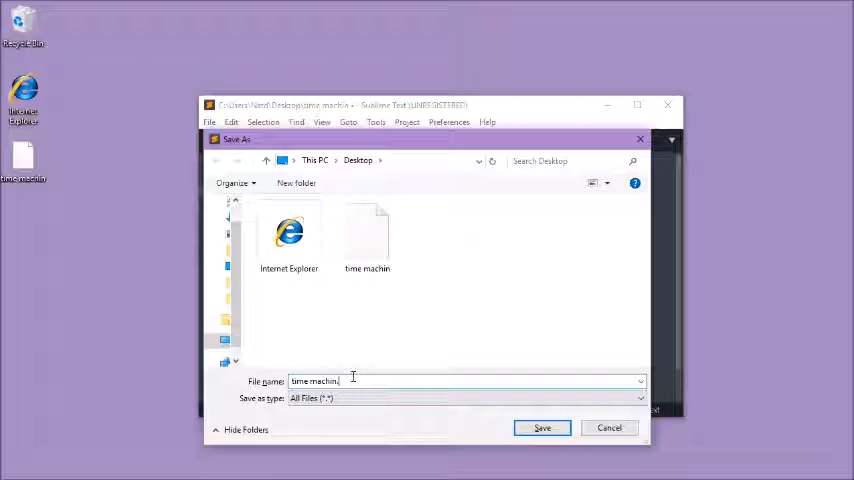 Recycle Bin
Internet
Explorer
time machin
C:\Users\Natd\Desktop\time machin • - Sublime Text (UNREGISTERED)
File Edit Selection Find View Goto Tools Project Preferences Help
Save As
This PC > Desktop >
Search Desktop
Organize
New folder
Internet Explorer
time machin
File name:
time machin.
Save as type:
All Files (*.*)
Hide Folders
Save
Cancel